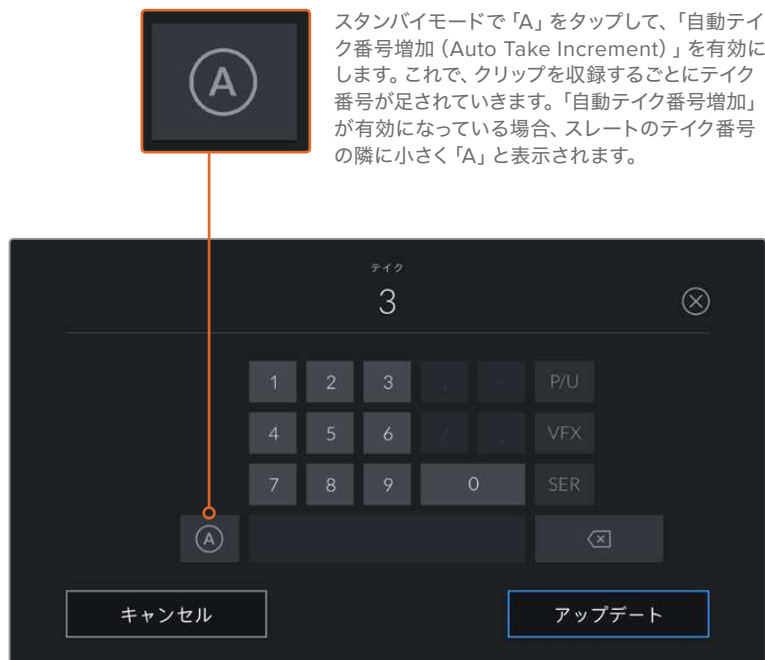 A
スタンバイモードで「A」をタップして、「自動テイ
ク番号増加（Auto Take Increment）」を有効に
します。これで、クリップを収録するごとにテイク
番号が足されていきます。「自動テイク番号増加」
が有効になっている場合、スレートのテイク番号
の隣に小さく「A」と表示されます。
テイク
3
1 2 3 P/U
4 5 6 / VFX
7 8 9 0 SER
A
キャンセル アップデート